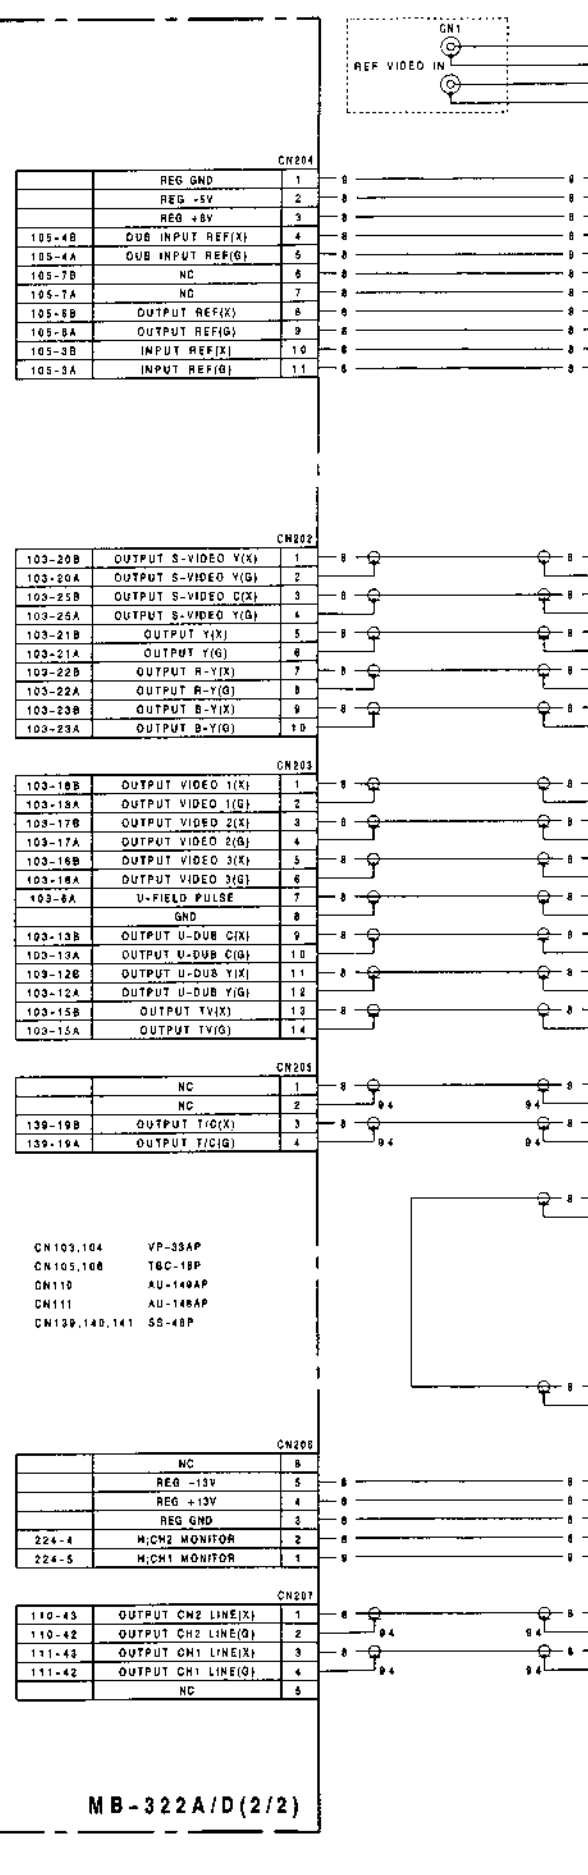 CN1
REF VIDEO IN
CN204
REG GND 1
REG -5V 2
REG +8V 3
105-4B DUB INPUT REF(X) 4
105-4A DUB INPUT REF(G) 5
105-7B NC 6
105-7A NC 7
105-6B OUTPUT REF(X) 8
105-6A OUTPUT REF(G) 9
105-3B INPUT REF(X) 10
105-3A INPUT REF(G) 11
CN202
103-20B OUTPUT S-VIDEO Y(X) 1
103-20A OUTPUT S-VIDEO Y(G) 2
103-25B OUTPUT S-VIDEO C(X) 3
103-25A OUTPUT S-VIDEO Y(G) 4
103-21B OUTPUT Y(X) 5
103-21A OUTPUT Y(G) 6
103-22B OUTPUT R-Y(X) 7
103-22A OUTPUT R-Y(G) 8
103-23B OUTPUT B-Y(X) 9
103-23A OUTPUT B-Y(G) 10
CN203
103-18B OUTPUT VIDEO 1(X) 1
103-18A OUTPUT VIDEO 1(G) 2
103-17B OUTPUT VIDEO 2(X) 3
103-17A OUTPUT VIDEO 2(G) 4
103-16B OUTPUT VIDEO 3(X) 5
103-16A OUTPUT VIDEO 3(G) 6
103-6A U-FIELD PULSE 7
GND 8
103-13B OUTPUT U-DUB C(X) 9
103-13A OUTPUT U-DUB C(G) 10
103-12B OUTPUT U-DUB Y(X) 11
103-12A OUTPUT U-DUB Y(G) 12
103-15B OUTPUT TV(X) 13
103-15A OUTPUT TV(G) 14
CN205
NC 1
NC 2 94 94
139-19B OUTPUT T/C(X) 3
139-19A OUTPUT T/C(G) 4 94 94
CN103,104 VP-33AP
CN105,106 TBC-18P
CN110 AU-149AP
CN111 AU-148AP
CN139,140,141 SS-48P
CN206
NC 6
REG -13V 5
REG +13V 4
REG GND 3
224-4 H;CH2 MONITOR 2
224-5 H;CH1 MONITOR 1
CN207
110-43 OUTPUT CH2 LINE(X) 1
110-42 OUTPUT CH2 LINE(G) 2 94 94
111-43 OUTPUT CH1 LINE(X) 3
111-42 OUTPUT CH1 LINE(G) 4 94 94
NC 5
MB-322A/D(2/2)